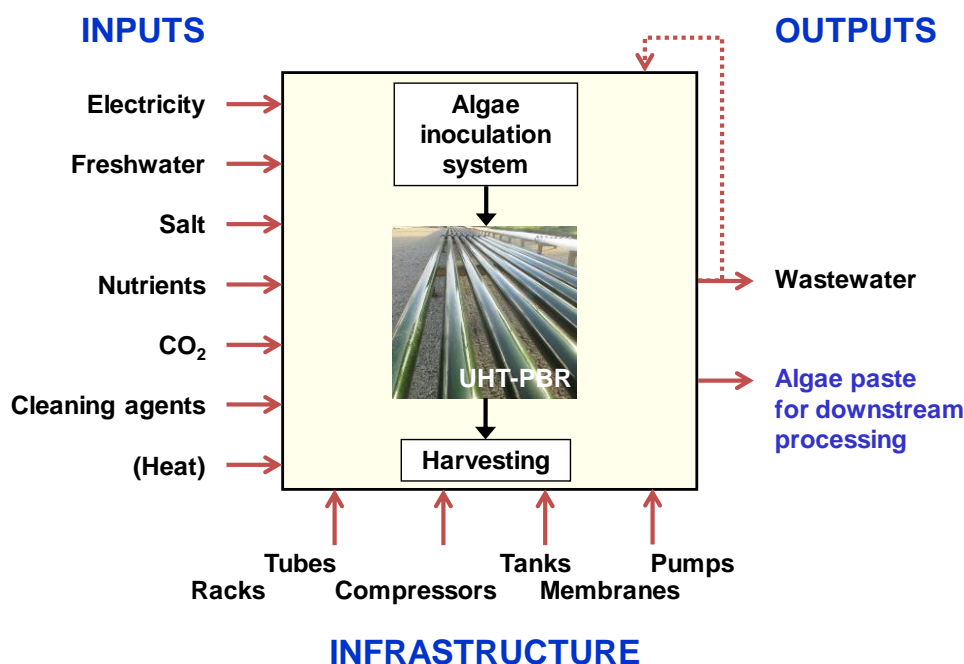 INPUTS
OUTPUTS
Electricity
Freshwater
Salt
Nutrients
CO₂
Cleaning agents
(Heat)
Algae
inoculation
system
UHT-PBR
Harvesting
Wastewater
Algae paste
for downstream
processing
Tubes
Tanks
Pumps
Racks
Compressors
Membranes
INFRASTRUCTURE